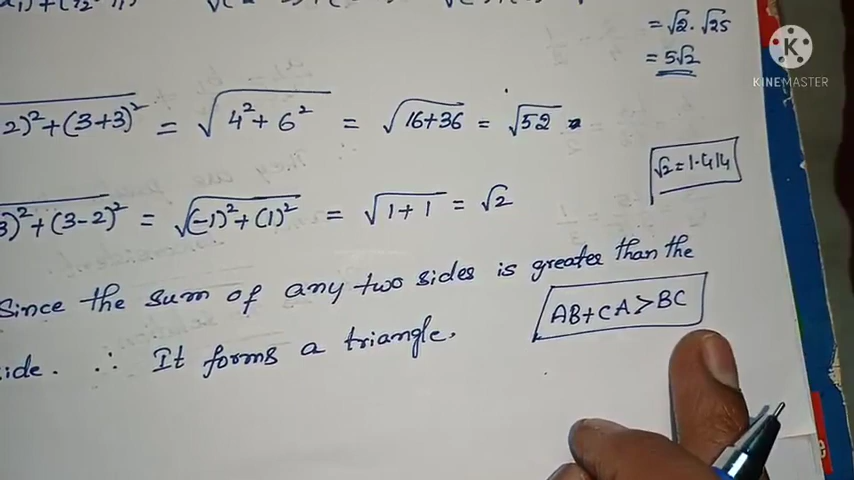 = √2 . √25
= 5√2
KINEMASTER
2)² + (3+3)² = √(4² + 6²) = √(16+36) = √52
√2 = 1.414
3)² + (3-2)² = √((-1)² + (1)²) = √(1+1) = √2
Since the sum of any two sides is greates than the
side. ∴ It forms a triangle.
AB+CA>BC